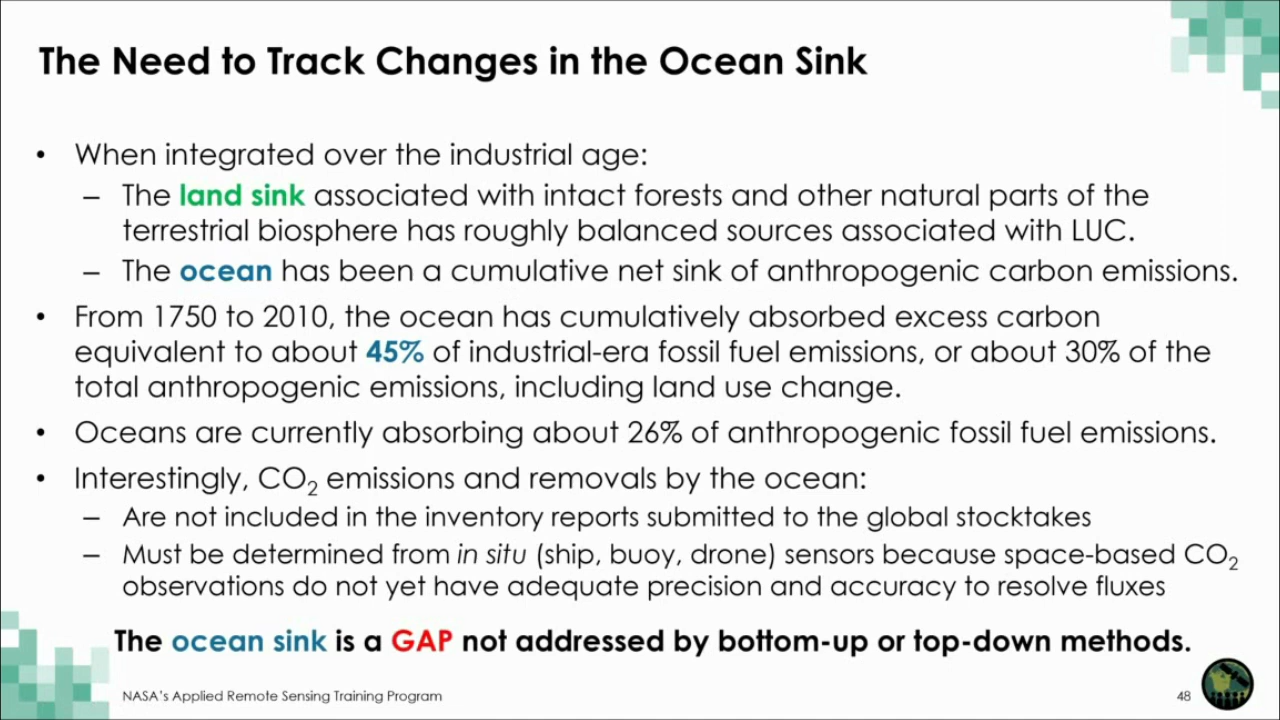 The Need to Track Changes in the Ocean Sink
• When integrated over the industrial age:
– The land sink associated with intact forests and other natural parts of the
terrestrial biosphere has roughly balanced sources associated with LUC.
– The ocean has been a cumulative net sink of anthropogenic carbon emissions.
• From 1750 to 2010, the ocean has cumulatively absorbed excess carbon
equivalent to about 45% of industrial-era fossil fuel emissions, or about 30% of the
total anthropogenic emissions, including land use change.
• Oceans are currently absorbing about 26% of anthropogenic fossil fuel emissions.
• Interestingly, CO₂ emissions and removals by the ocean:
– Are not included in the inventory reports submitted to the global stocktakes
– Must be determined from in situ (ship, buoy, drone) sensors because space-based CO₂
observations do not yet have adequate precision and accuracy to resolve fluxes
The ocean sink is a GAP not addressed by bottom-up or top-down methods.
NASA's Applied Remote Sensing Training Program
48